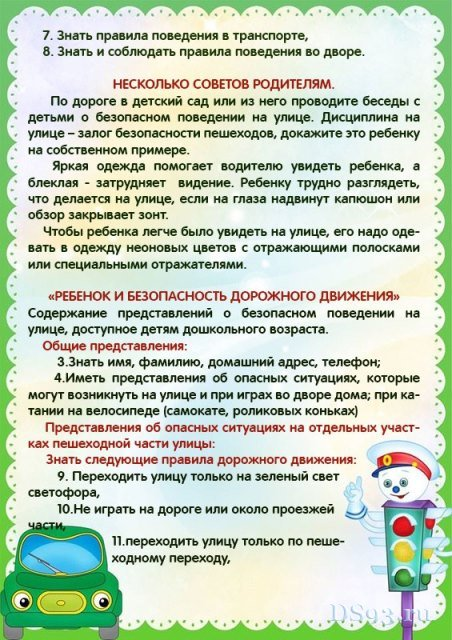 7. Знать правила поведения в транспорте,
8. Знать и соблюдать правила поведения во дворе.
НЕСКОЛЬКО СОВЕТОВ РОДИТЕЛЯМ.
По дороге в детский сад или из него проводите беседы с
детьми о безопасном поведении на улице. Дисциплина на
улице – залог безопасности пешеходов, докажите это ребенку
на собственном примере.
Яркая одежда помогает водителю увидеть ребенка, а
блеклая - затрудняет видение. Ребенку трудно разглядеть,
что делается на улице, если на глаза надвинут капюшон или
обзор закрывает зонт.
Чтобы ребенка легче было увидеть на улице, его надо оде-
вать в одежду неоновых цветов с отражающими полосками
или специальными отражателями.
«РЕБЕНОК И БЕЗОПАСНОСТЬ ДОРОЖНОГО ДВИЖЕНИЯ»
Содержание представлений о безопасном поведении на
улице, доступное детям дошкольного возраста.
Общие представления:
3.Знать имя, фамилию, домашний адрес, телефон;
4.Иметь представления об опасных ситуациях, которые
могут возникнуть на улице и при играх во дворе дома; при ка-
тании на велосипеде (самокате, роликовых коньках)
Представления об опасных ситуациях на отдельных участ-
ках пешеходной части улицы:
Знать следующие правила дорожного движения:
9. Переходить улицу только на зеленый свет
светофора,
10.Не играть на дороге или около проезжей
части,
11.переходить улицу только по пеше-
ходному переходу,
DS93.ru